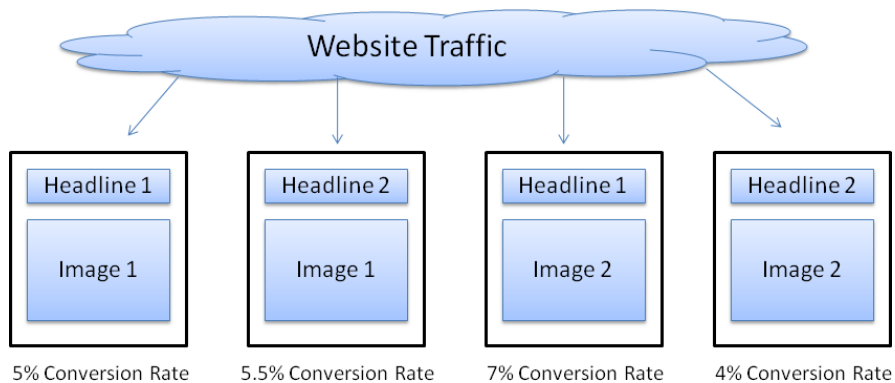 Website Traffic
Headline 1
Image 1
5% Conversion Rate
Headline 2
Image 1
5.5% Conversion Rate
Headline 1
Image 2
7% Conversion Rate
Headline 2
Image 2
4% Conversion Rate